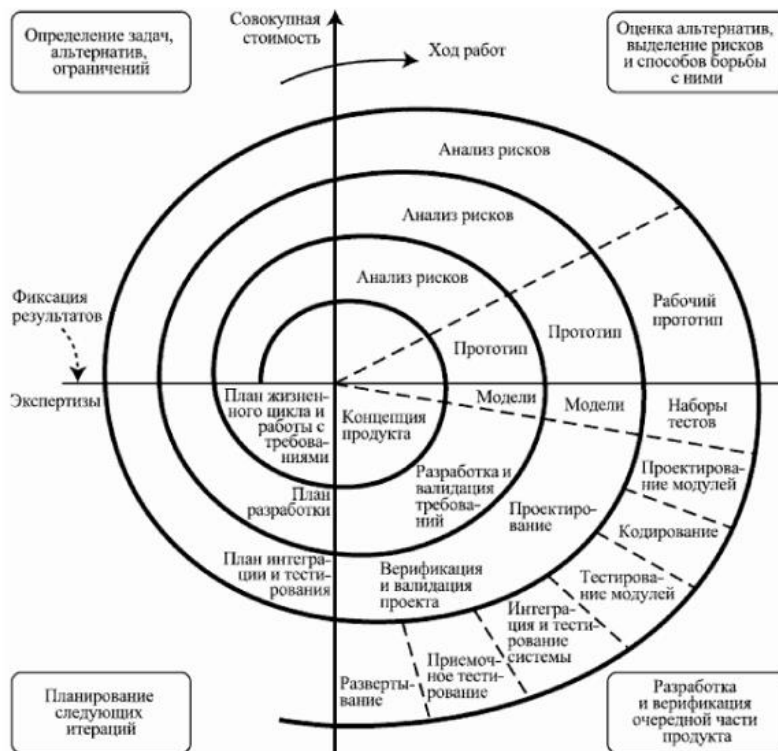 Определение задач,
альтернатив,
ограничений
Совокупная
стоимость
Ход работ
Оценка альтернатив,
выделение рисков
и способов борьбы
с ними
Анализ рисков
Анализ рисков
Анализ рисков
Фиксация
результатов
Рабочий
прототип
Прототип
Прототип
Экспертизы
План жизнен-
ного цикла и
работы с
требова-
ниями
Концепция
продукта
Модели
Модели
Наборы
тестов
План
разработки
Разработка и
валидация
требований
Проектиро-
вание
Проектирова-
ние модулей
Кодирование
План интегра-
ции и тести-
рования
Верификация
и валидация
проекта
Тестирова-
ние модулей
Интегра-
ция и тести-
рование
системы
Приемоч-
ное тести-
рование
Разверты-
вание
Планирование
следующих
итераций
Разработка
и верификация
очередной части
продукта